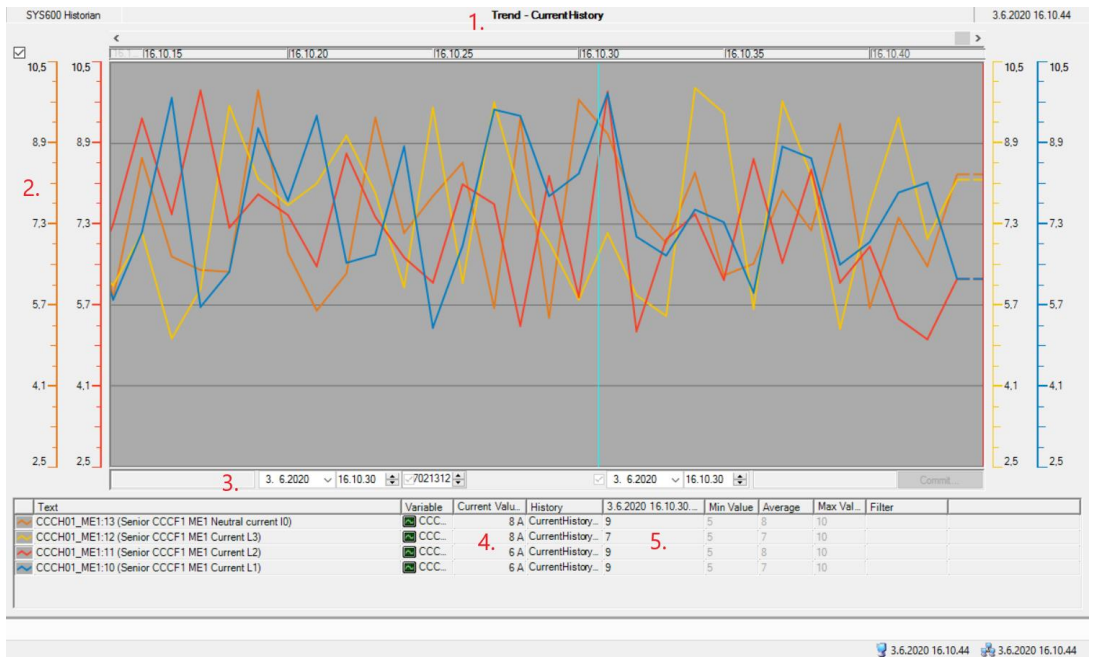 SYS600 Historian 1. Trend - CurrentHistory 3.6.2020 16.10.44
16.10.15 16.10.20 16.10.25 16.10.30 16.10.35 16.10.40
10,5 10,5 10,5 10,5
8,9 8,9 8,9 8,9
2.
7,3 7,3 7,3 7,3
5,7 5,7 5,7 5,7
4,1 4,1 4,1 4,1
2,5 2,5 2,5 2,5
3. 3. 6.2020 16.10.30 7021312 3. 6.2020 16.10.30 Commit...
Text Variable Current Valu... History 3.6.2020 16.10.30.... Min Value Average Max Val... Filter
CCCH01_ME1:13 (Senior CCCF1 ME1 Neutral current I0) CCC... 8 A CurrentHistory... 9 5 8 10
CCCH01_ME1:12 (Senior CCCF1 ME1 Current L3) CCC... 8 A CurrentHistory... 7 5 7 10
4. 5.
CCCH01_ME1:11 (Senior CCCF1 ME1 Current L2) CCC... 6 A CurrentHistory... 9 5 8 10
CCCH01_ME1:10 (Senior CCCF1 ME1 Current L1) CCC... 6 A CurrentHistory... 9 5 7 10
3.6.2020 16.10.44 3.6.2020 16.10.44